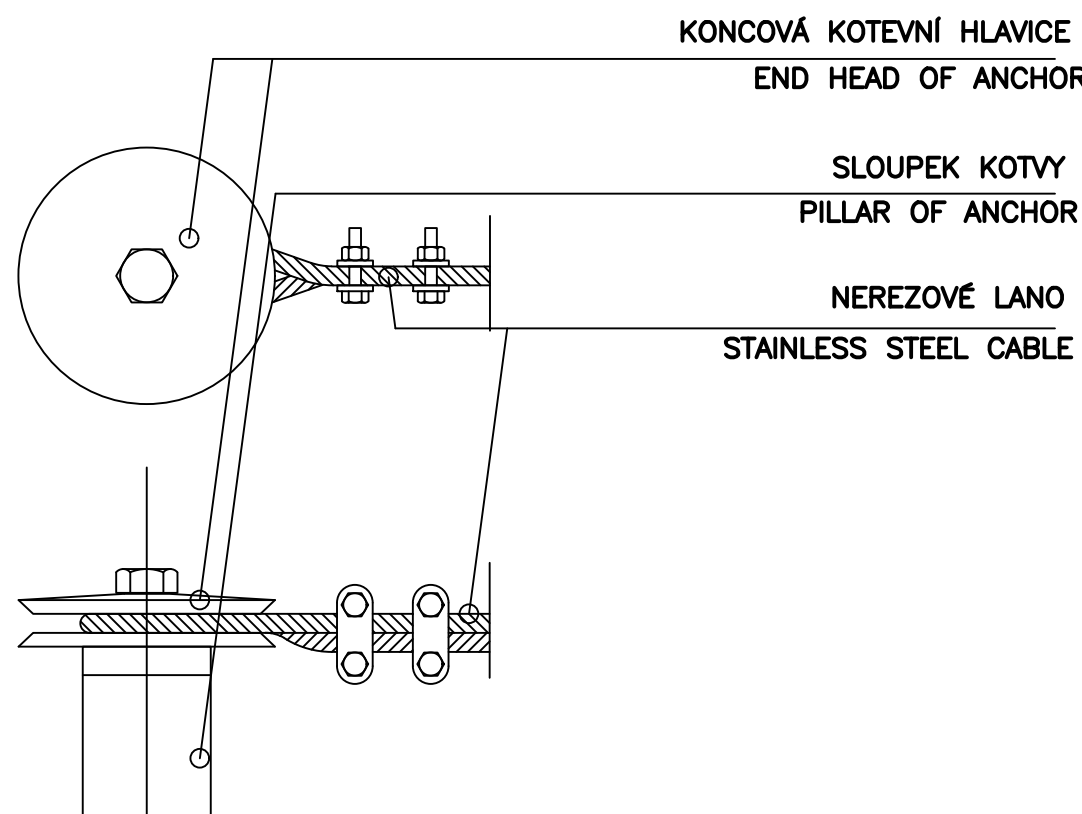 KONCOVÁ KOTEVNÍ HLAVICE
END HEAD OF ANCHOR
SLOUPEK KOTVY
PILLAR OF ANCHOR
NEREZOVÉ LANO
STAINLESS STEEL CABLE